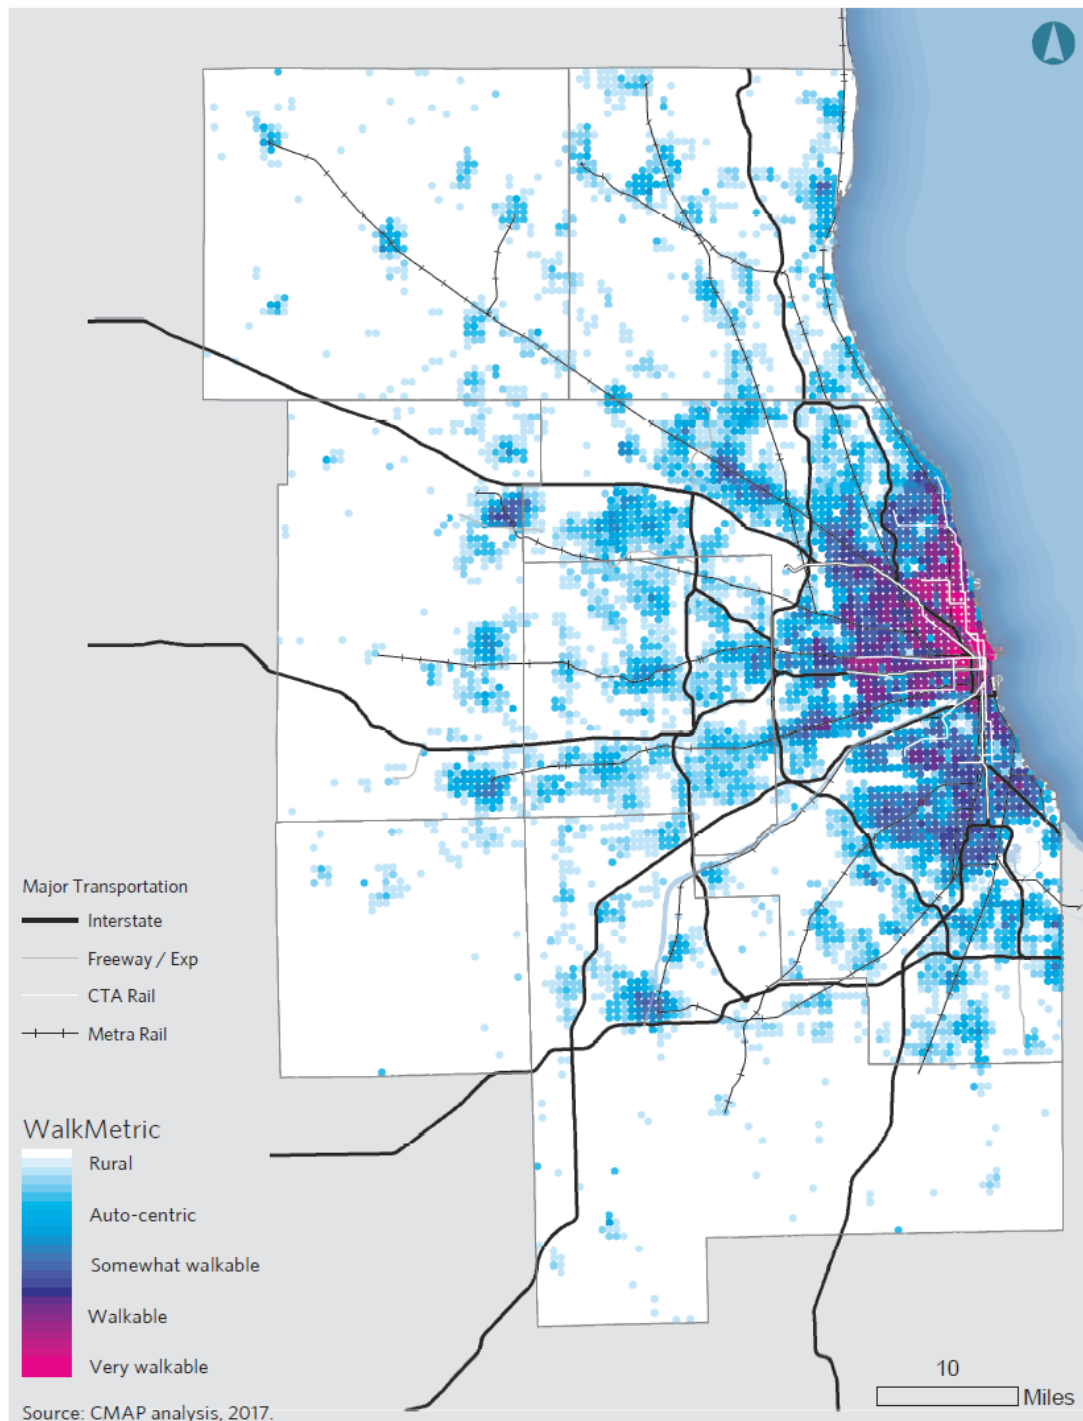 Major Transportation
Interstate
Freeway / Exp
CTA Rail
Metra Rail
WalkMetric
Rural
Auto-centric
Somewhat walkable
Walkable
Very walkable
10
Miles
Source: CMAP analysis, 2017.